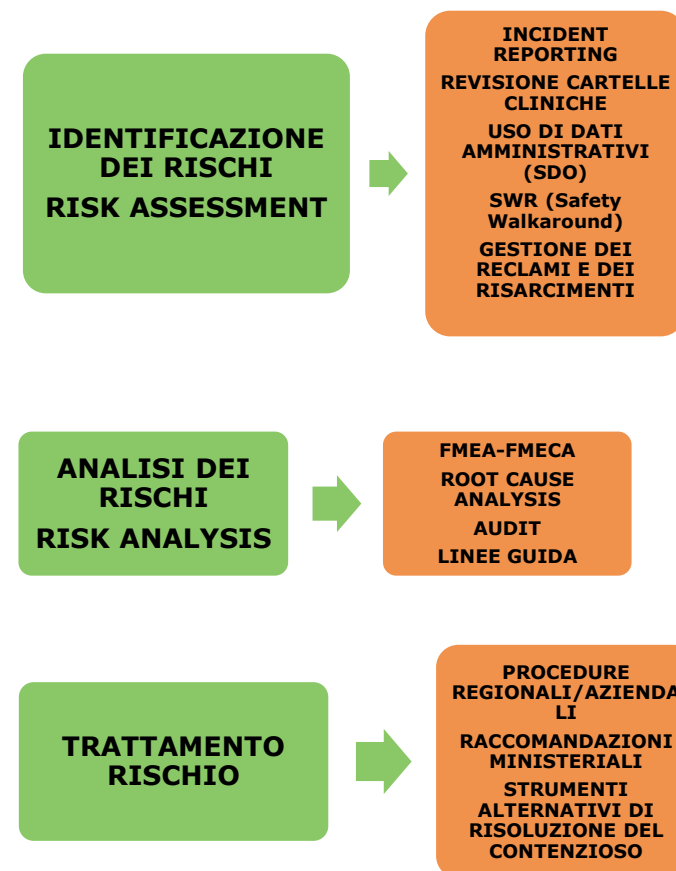 IDENTIFICAZIONE
DEI RISCHI
RISK ASSESSMENT
INCIDENT
REPORTING
REVISIONE CARTELLE
CLINICHE
USO DI DATI
AMMINISTRATIVI
(SDO)
SWR (Safety
Walkaround)
GESTIONE DEI
RECLAMI E DEI
RISARCIMENTI
ANALISI DEI
RISCHI
RISK ANALYSIS
FMEA-FMECA
ROOT CAUSE
ANALYSIS
AUDIT
LINEE GUIDA
TRATTAMENTO
RISCHIO
PROCEDURE
REGIONALI/AZIENDA
LI
RACCOMANDAZIONI
MINISTERIALI
STRUMENTI
ALTERNATIVI DI
RISOLUZIONE DEL
CONTENZIOSO